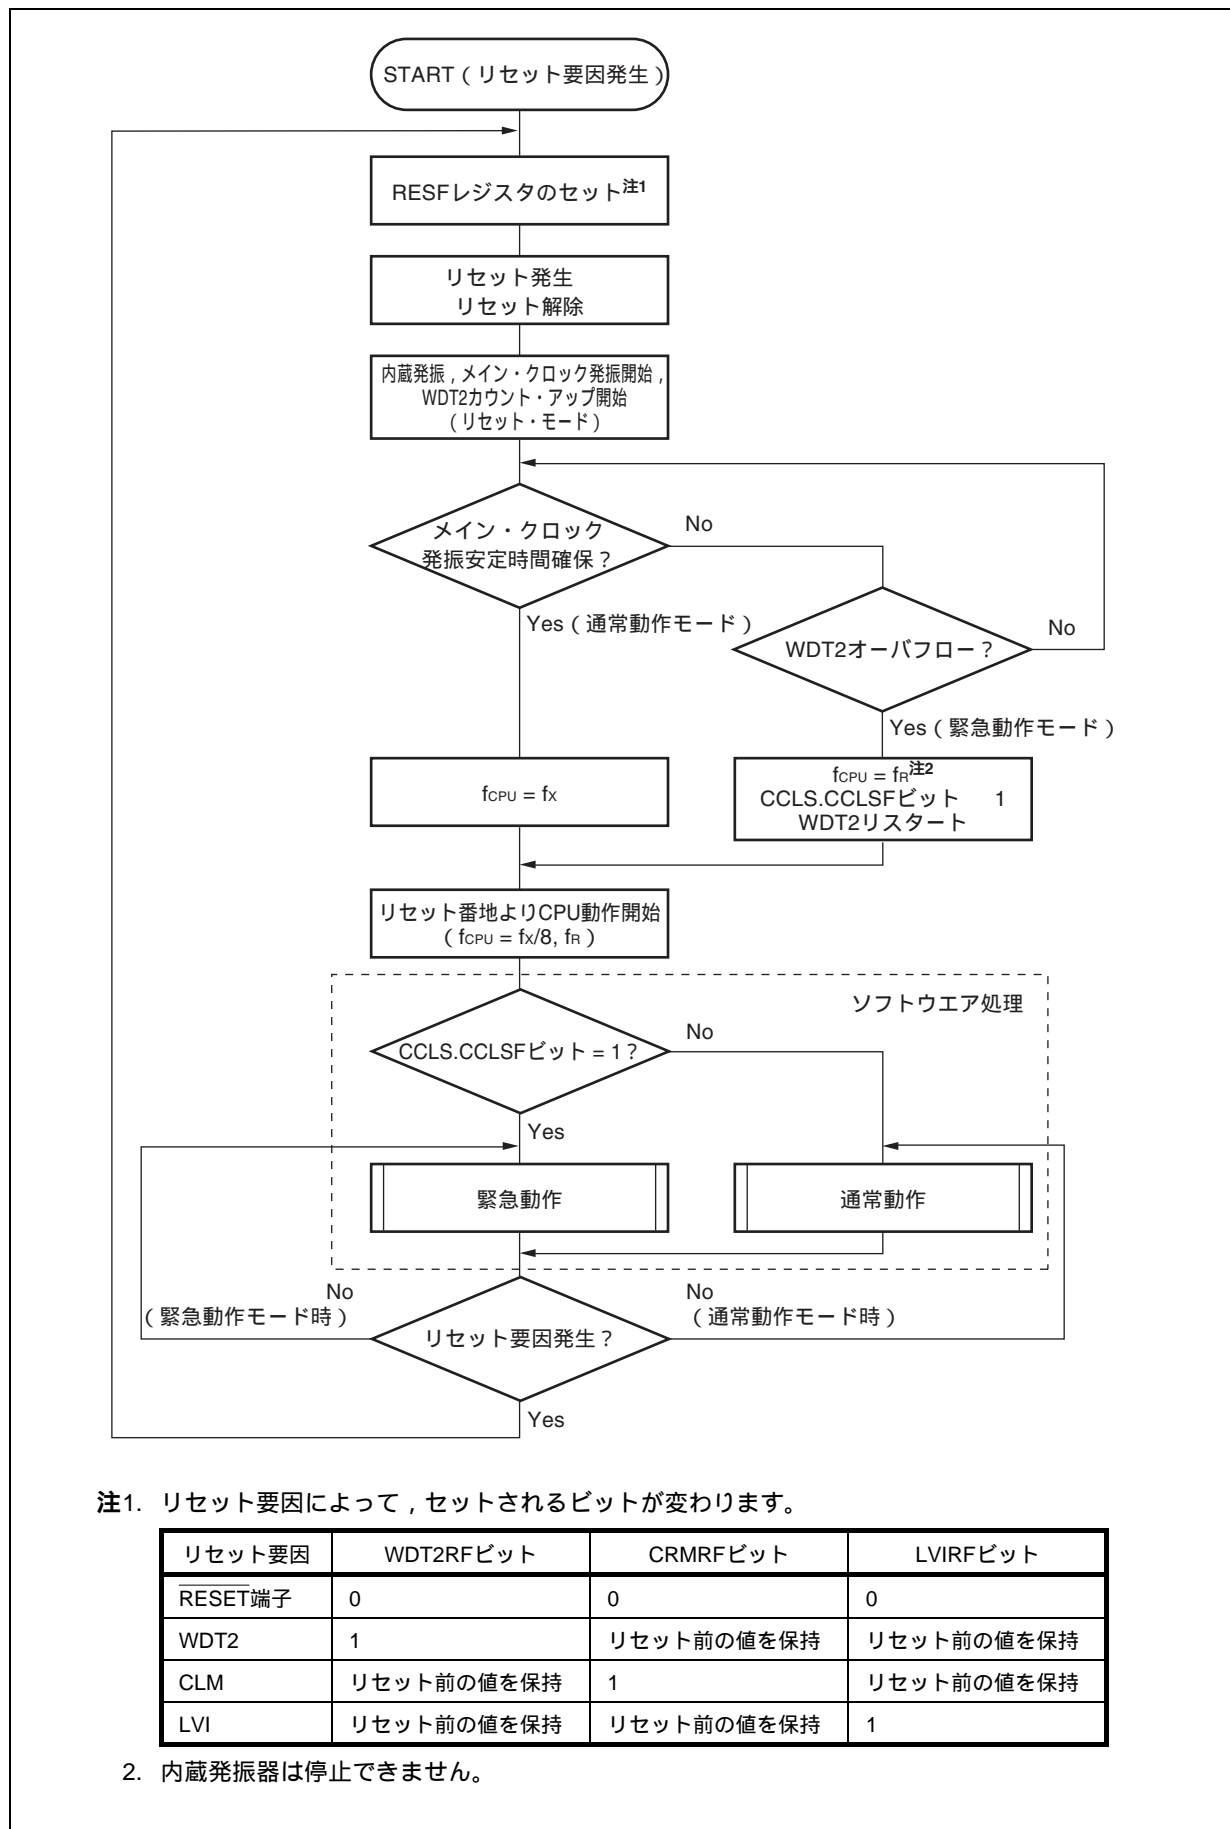 START（リセット要因発生）
RESFレジスタのセット注1
リセット発生
リセット解除
内蔵発振，メイン・クロック発振開始，
WDT2カウント・アップ開始
（リセット・モード）
メイン・クロック
発振安定時間確保？
No
Yes（通常動作モード）
WDT2オーバフロー？
No
Yes（緊急動作モード）
fCPU = fX
fCPU = fR注2
CCLS.CCLSFビット　1
WDT2リスタート
リセット番地よりCPU動作開始
（fCPU = fX/8, fR）
ソフトウエア処理
CCLS.CCLSFビット = 1？
No
Yes
緊急動作
通常動作
No
（緊急動作モード時）
No
（通常動作モード時）
リセット要因発生？
Yes
注1. リセット要因によって，セットされるビットが変わります。
リセット要因 WDT2RFビット CRMRFビット LVIRFビット
RESET端子 0 0 0
WDT2 1 リセット前の値を保持 リセット前の値を保持
CLM リセット前の値を保持 1 リセット前の値を保持
LVI リセット前の値を保持 リセット前の値を保持 1
2. 内蔵発振器は停止できません。